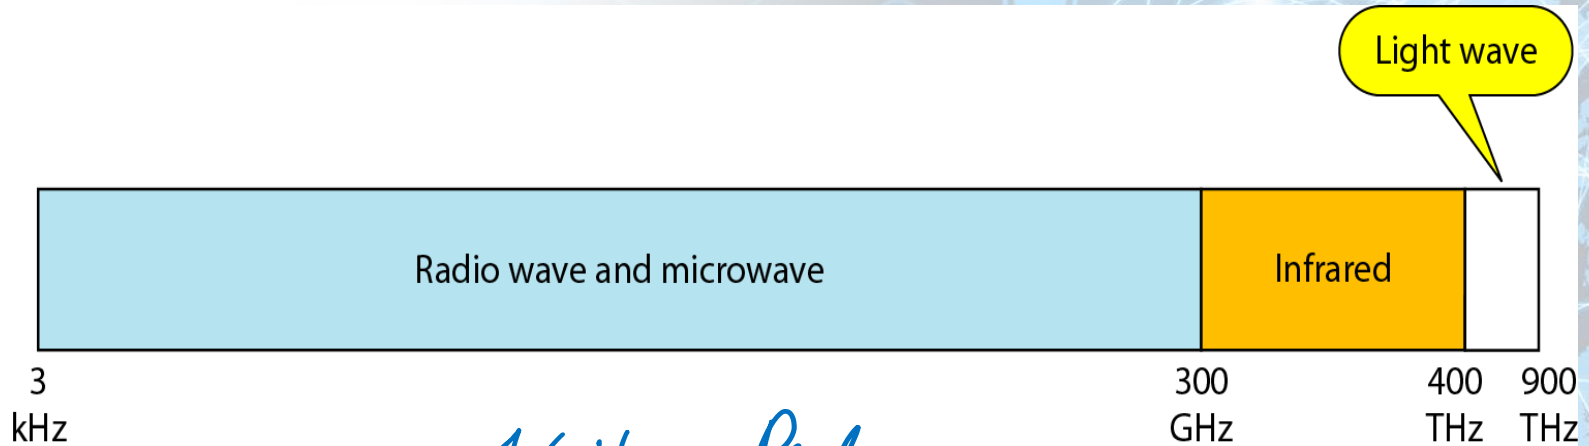 Light wave
Radio wave and microwave
Infrared
3 300 400 900
kHz GHz THz THz